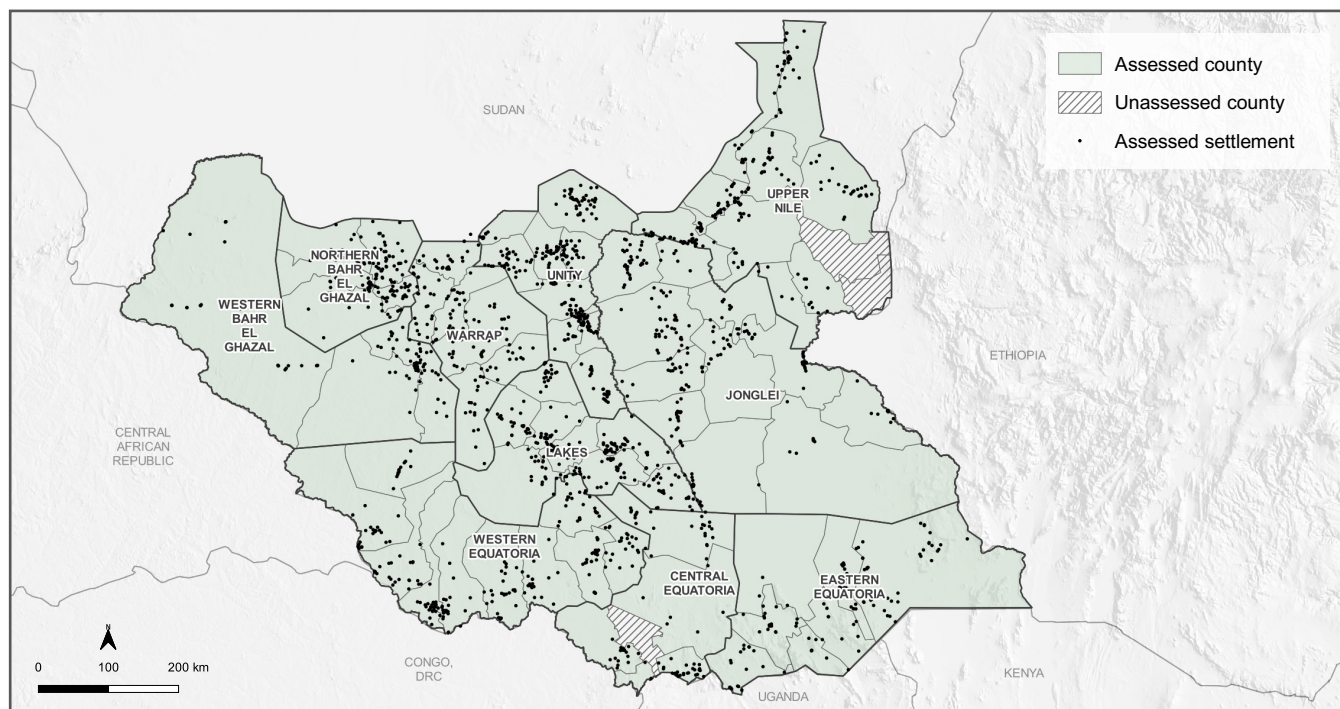 Assessed county
Unassessed county
Assessed settlement
SUDAN
UPPER
NILE
NORTHERN
BAHR
EL
GHAZAL
UNITY
WESTERN
BAHR
EL
GHAZAL
WARRAP
ETHIOPIA
JONGLEI
CENTRAL
AFRICAN
REPUBLIC
LAKES
WESTERN
EQUATORIA
CENTRAL
EQUATORIA
EASTERN
EQUATORIA
N
0 100 200 km
CONGO,
DRC
KENYA
UGANDA